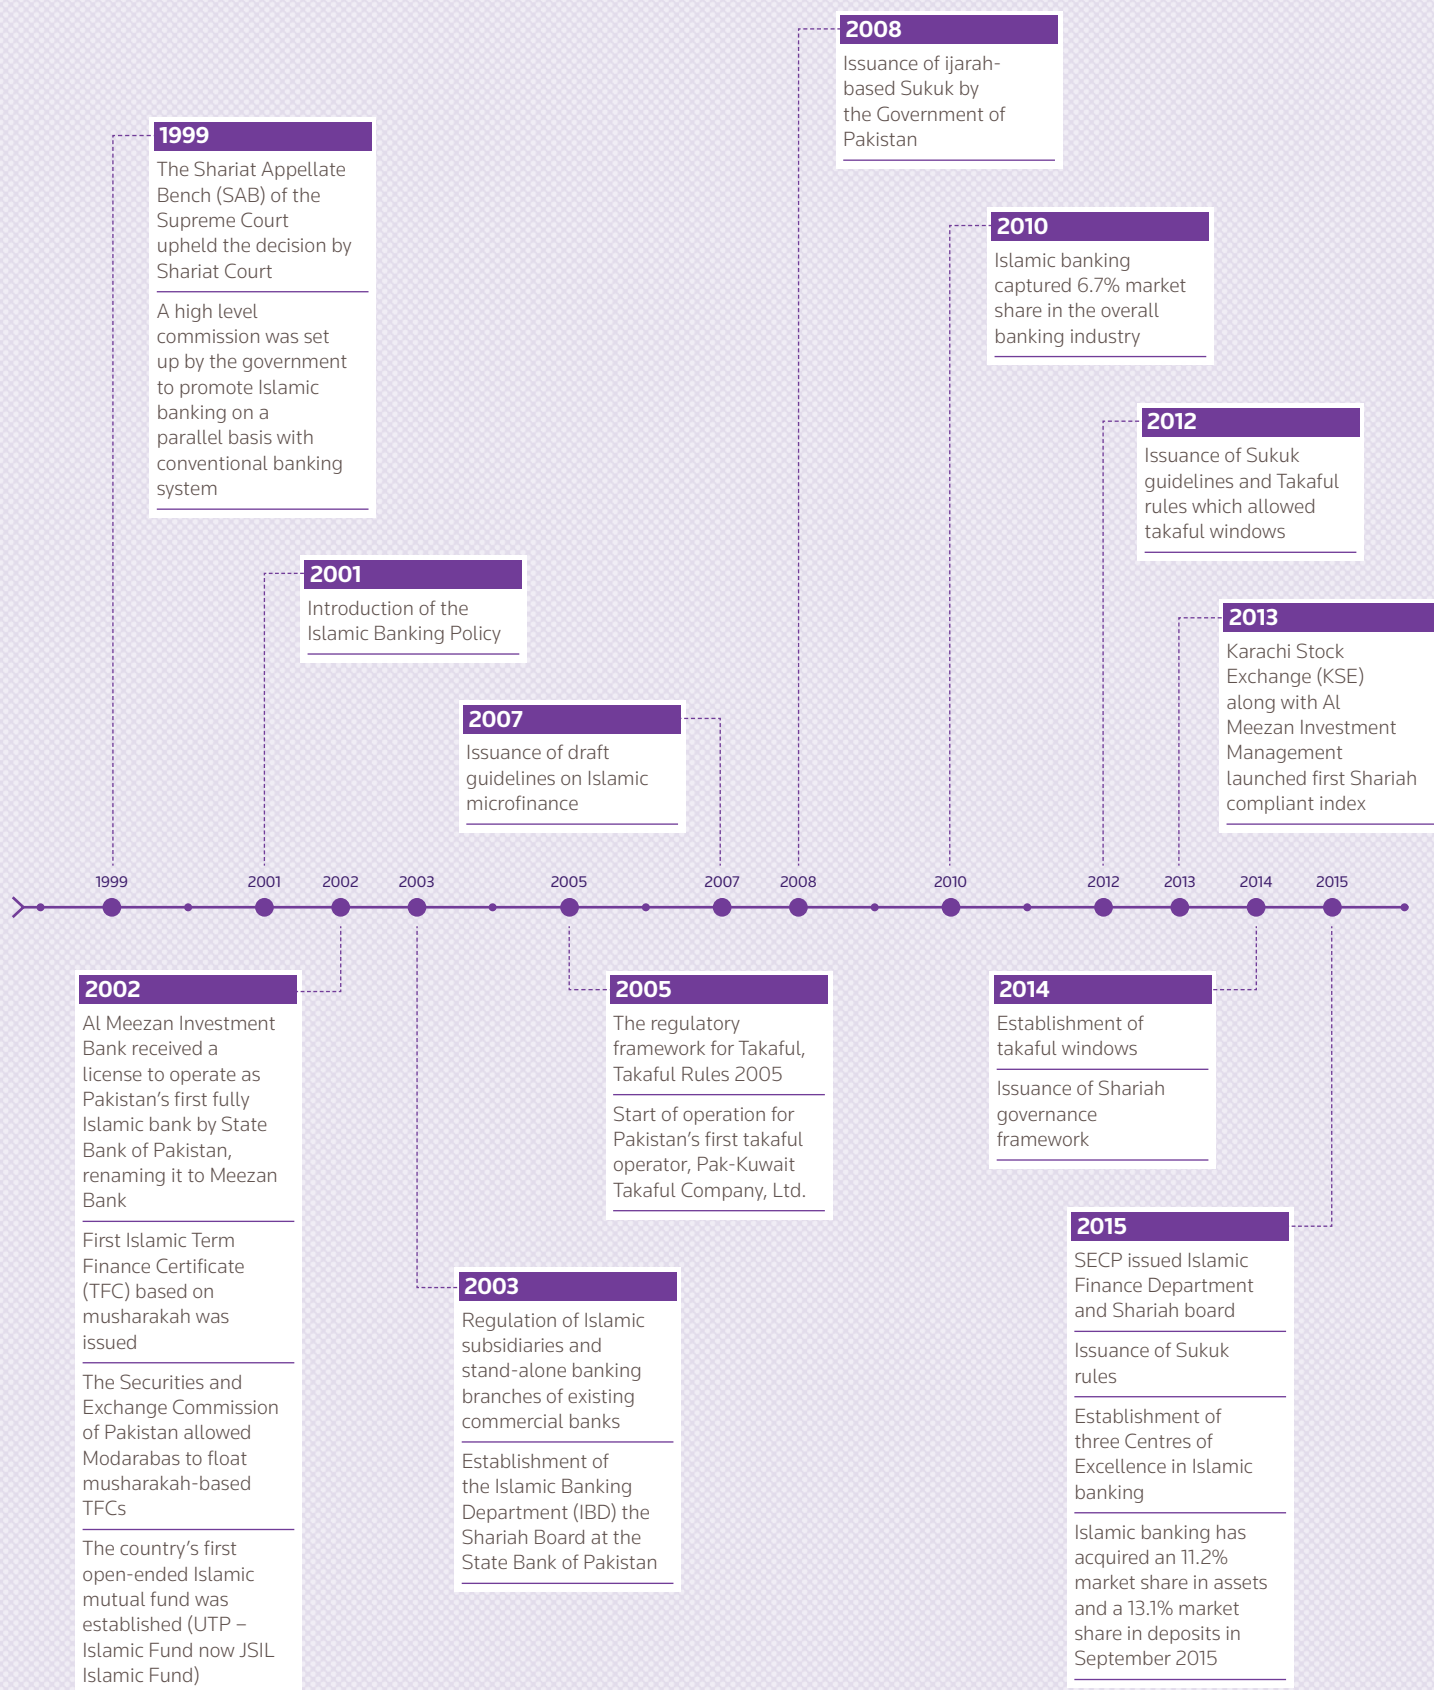 2008
Issuance of ijarah-
based Sukuk by
the Government of
Pakistan
1999
The Shariat Appellate
Bench (SAB) of the
Supreme Court
upheld the decision by
Shariat Court
A high level
commission was set
up by the government
to promote Islamic
banking on a
parallel basis with
conventional banking
system
2010
Islamic banking
captured 6.7% market
share in the overall
banking industry
2012
Issuance of Sukuk
guidelines and Takaful
rules which allowed
takaful windows
2001
Introduction of the
Islamic Banking Policy
2013
Karachi Stock
Exchange (KSE)
along with Al
Meezan Investment
Management
launched first Shariah
compliant index
2007
Issuance of draft
guidelines on Islamic
microfinance
1999 2001 2002 2003 2005 2007 2008 2010 2012 2013 2014 2015
2002
Al Meezan Investment
Bank received a
license to operate as
Pakistan's first fully
Islamic bank by State
Bank of Pakistan,
renaming it to Meezan
Bank
First Islamic Term
Finance Certificate
(TFC) based on
musharakah was
issued
The Securities and
Exchange Commission
of Pakistan allowed
Modarabas to float
musharakah-based
TFCs
The country's first
open-ended Islamic
mutual fund was
established (UTP –
Islamic Fund now JSIL
Islamic Fund)
2005
The regulatory
framework for Takaful,
Takaful Rules 2005
Start of operation for
Pakistan's first takaful
operator, Pak-Kuwait
Takaful Company, Ltd.
2014
Establishment of
takaful windows
Issuance of Shariah
governance
framework
2003
Regulation of Islamic
subsidiaries and
stand-alone banking
branches of existing
commercial banks
Establishment of
the Islamic Banking
Department (IBD) the
Shariah Board at the
State Bank of Pakistan
2015
SECP issued Islamic
Finance Department
and Shariah board
Issuance of Sukuk
rules
Establishment of
three Centres of
Excellence in Islamic
banking
Islamic banking has
acquired an 11.2%
market share in assets
and a 13.1% market
share in deposits in
September 2015